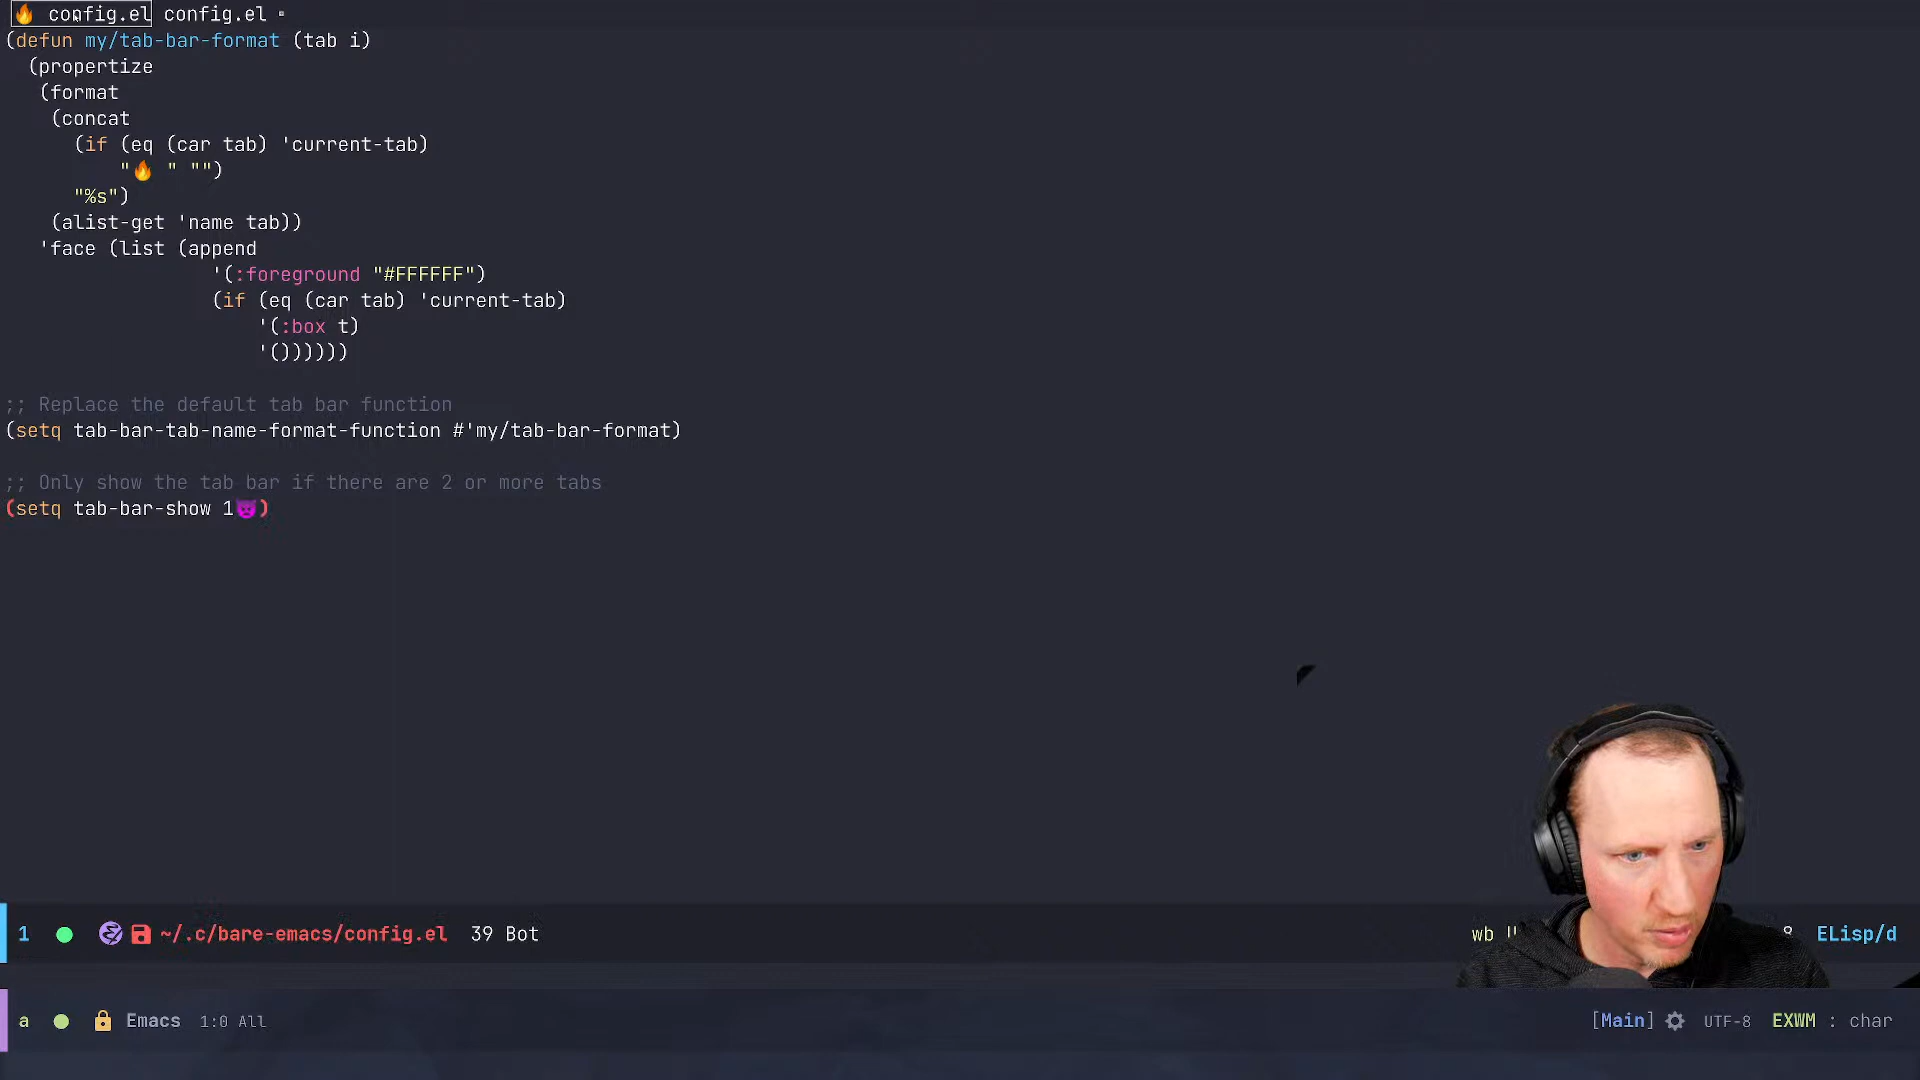 🔥 config.el config.el
(defun my/tab-bar-format (tab i)
(propertize
(format
(concat
(if (eq (car tab) 'current-tab)
"🔥 " "")
"%s")
(alist-get 'name tab))
'face (list (append
'(:foreground "#FFFFFF")
(if (eq (car tab) 'current-tab)
'(:box t)
'())))))
;; Replace the default tab bar function
(setq tab-bar-tab-name-format-function #'my/tab-bar-format)
;; Only show the tab bar if there are 2 or more tabs
(setq tab-bar-show 1👿)
1 ~/.c/bare-emacs/config.el 39 Bot wb 8 ELisp/d
a Emacs 1:0 All [Main] UTF-8 EXWM : char